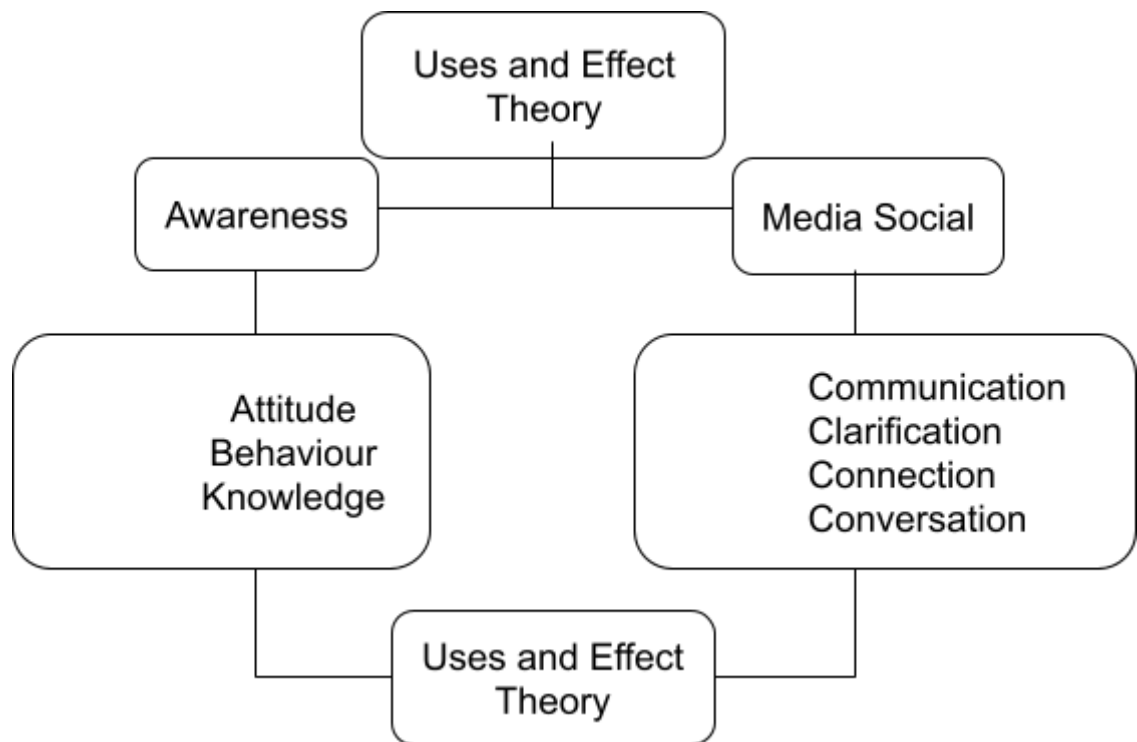 Uses and Effect
Theory
Awareness
Media Social
Attitude
Behaviour
Knowledge
Communication
Clarification
Connection
Conversation
Uses and Effect
Theory